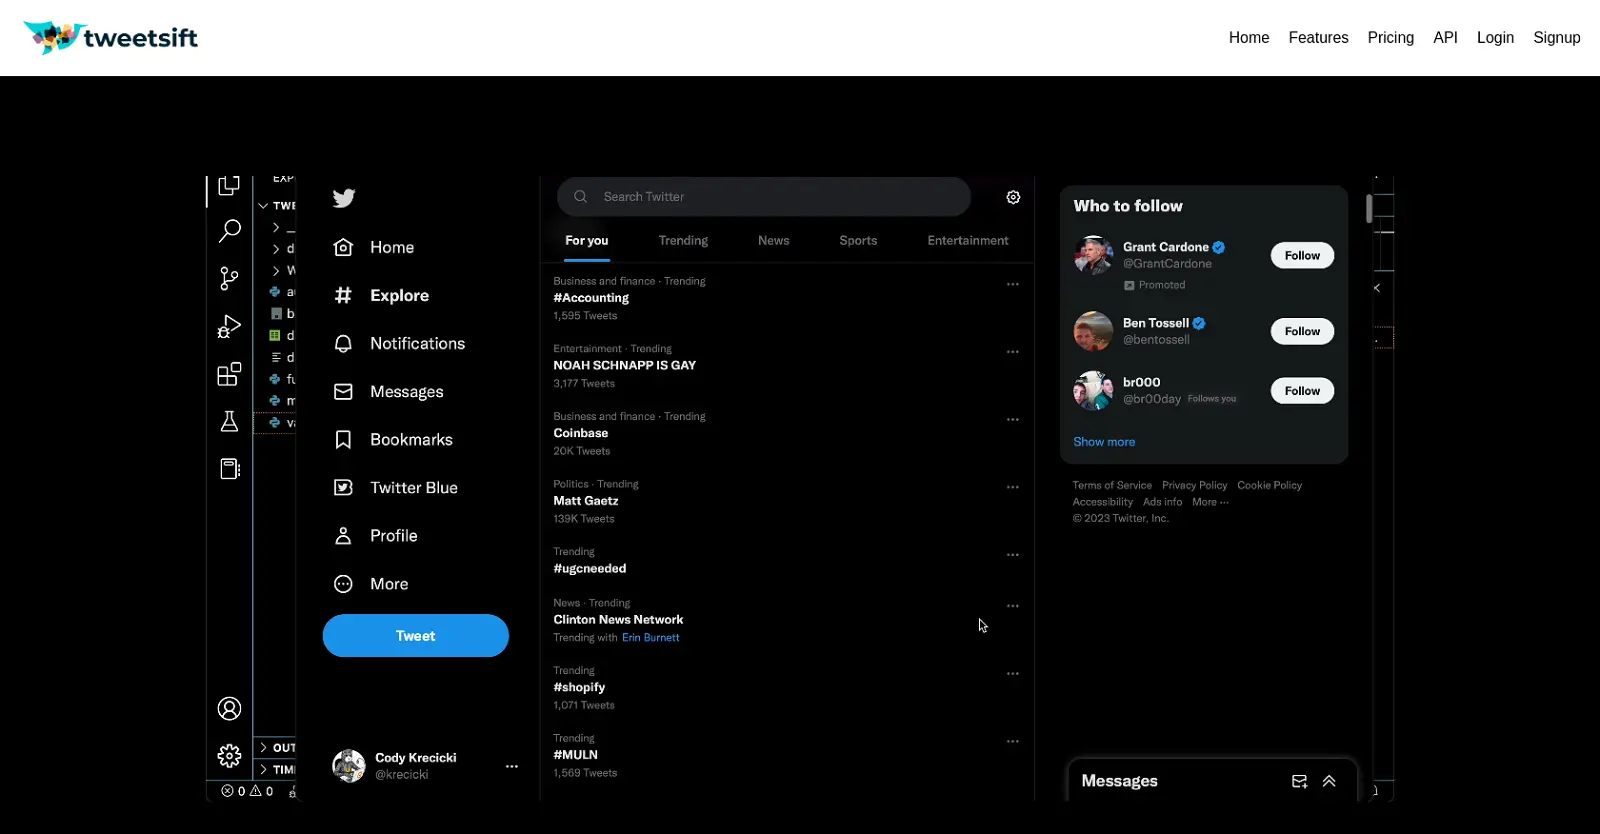 tweetsift
Home Features Pricing API Login Signup
EXP
TWE
OUT
TIM
0 0
Home
Explore
Notifications
Messages
Bookmarks
Twitter Blue
Profile
More
Tweet
Cody Krecicki
@krecicki
Search Twitter
For you Trending News Sports Entertainment
Business and finance · Trending
#Accounting
1,595 Tweets
Entertainment · Trending
NOAH SCHNAPP IS GAY
3,177 Tweets
Business and finance · Trending
Coinbase
20K Tweets
Politics · Trending
Matt Gaetz
139K Tweets
Trending
#ugcneeded
News · Trending
Clinton News Network
Trending with Erin Burnett
Trending
#shopify
1,071 Tweets
Trending
#MULN
1,569 Tweets
Who to follow
Grant Cardone
@GrantCardone
Follow
Promoted
Ben Tossell
@bentossell
Follow
br000
@br00day Follows you
Follow
Show more
Terms of Service Privacy Policy Cookie Policy
Accessibility Ads info More ···
© 2023 Twitter, Inc.
Messages